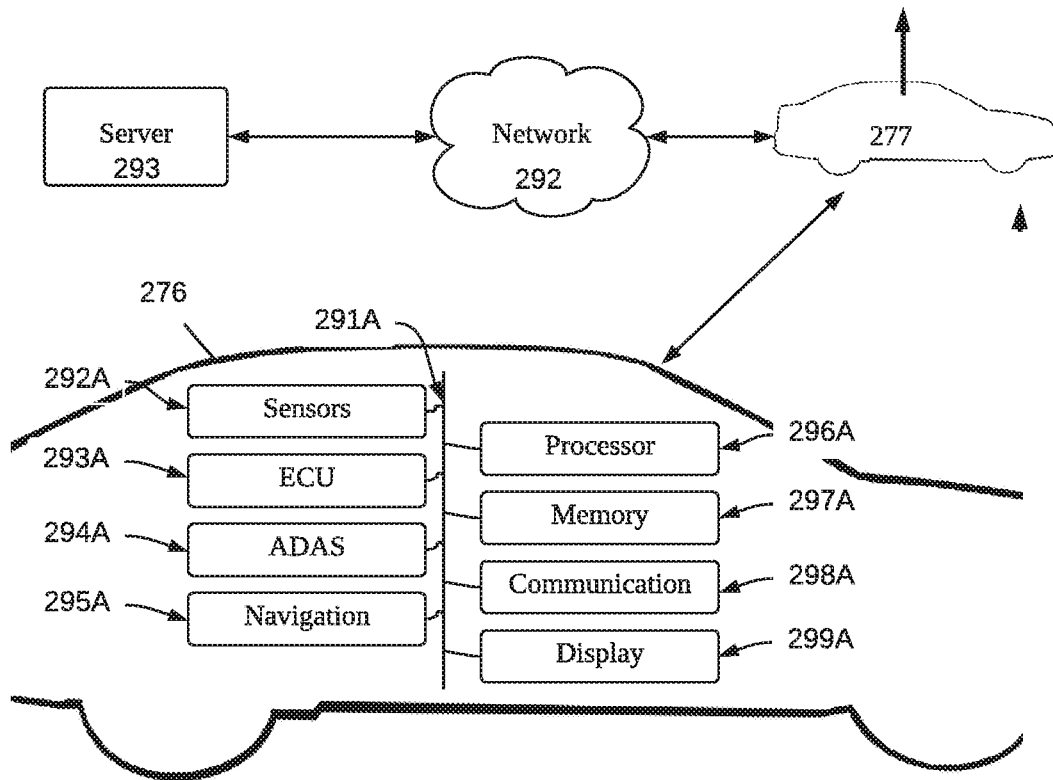 Server
293
Network
292
277
276
291A
292A
Sensors
293A
ECU
294A
ADAS
295A
Navigation
Processor
296A
Memory
297A
Communication
298A
Display
299A